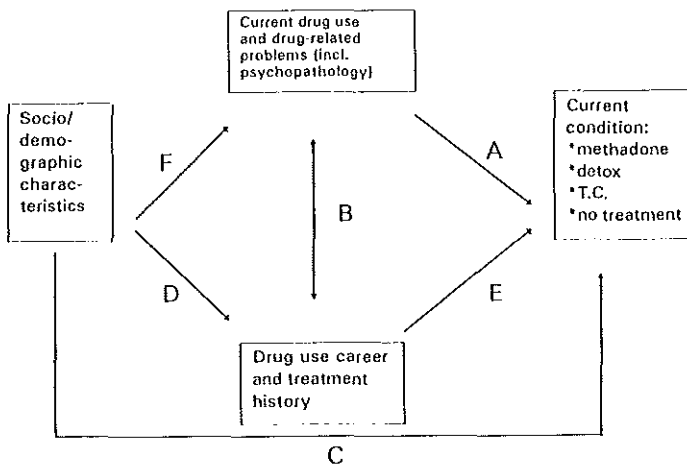 Current drug use
and drug-related
problems (incl.
psychopathology)
Socio/
demo-
graphic
charac-
teristics
Current
condition:
*methadone
*detox
*T.C.
*no treatment
F
A
B
D
E
Drug use career
and treatment
history
C